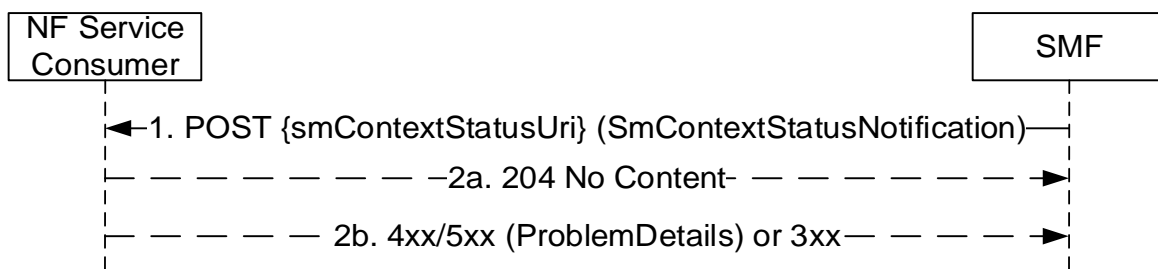 NF Service
Consumer
SMF
1. POST {smContextStatusUri} (SmContextStatusNotification)
2a. 204 No Content
2b. 4xx/5xx (ProblemDetails) or 3xx